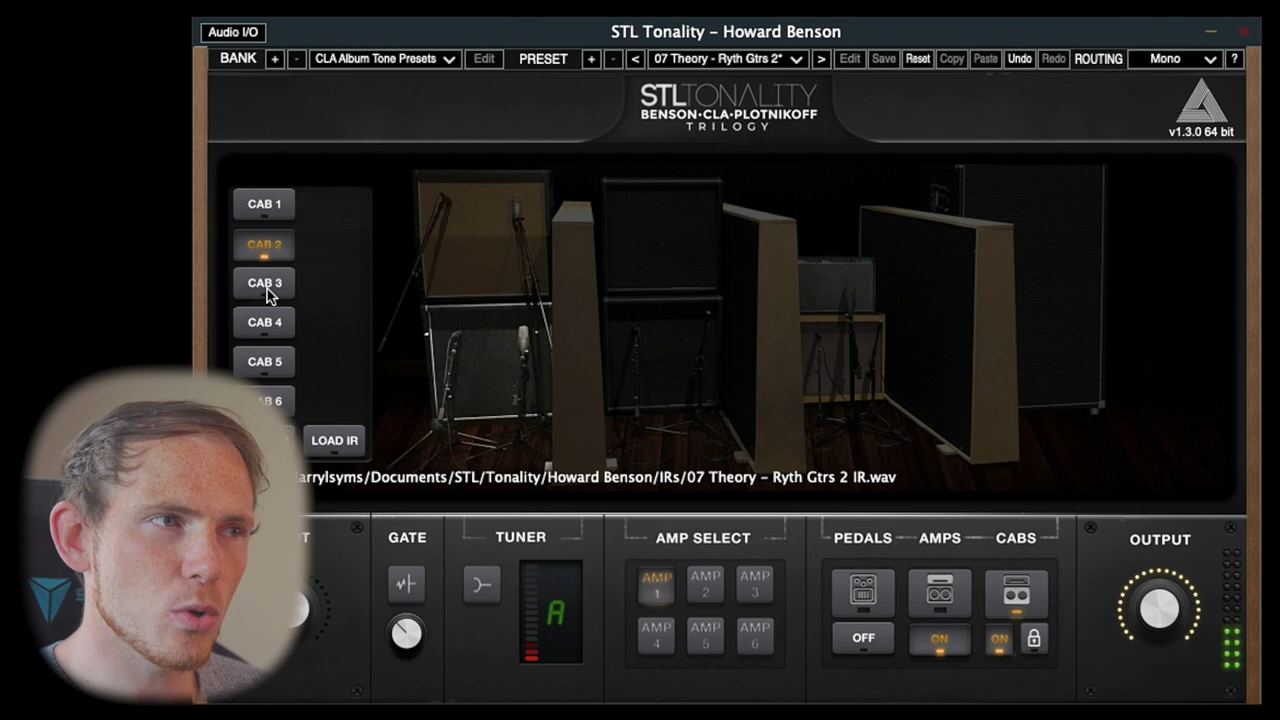 STL Tonality – Howard Benson
Audio I/O
BANK + - CLA Album Tone Presets Edit PRESET + - < 07 Theory - Ryth Gtrs 2* > Edit Save Reset Copy Paste Undo Redo ROUTING Mono ?
STLTONALITY
BENSON·CLA·PLOTNIKOFF
TRILOGY
v1.3.0 64 bit
CAB 1
CAB 2
CAB 3
CAB 4
CAB 5
LOAD IR
arrylsyms/Documents/STL/Tonality/Howard Benson/IRs/07 Theory – Ryth Gtrs 2 IR.wav
GATE
TUNER
AMP SELECT
PEDALS AMPS CABS
OUTPUT
AMP 1
AMP 2
AMP 3
AMP 4
AMP 5
AMP 6
A
OFF
ON
ON